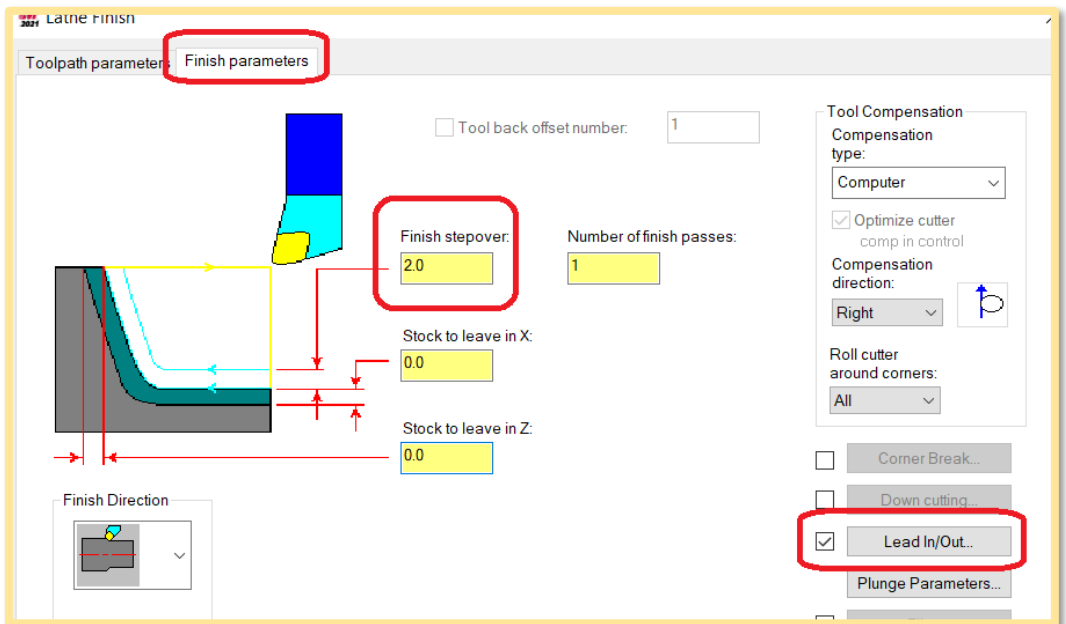 2021 Lathe Finish
Toolpath parameters Finish parameters
Tool back offset number: 1
Finish stepover:
2.0
Number of finish passes:
1
Stock to leave in X:
0.0
Stock to leave in Z:
0.0
Finish Direction
Tool Compensation
Compensation
type:
Computer
Optimize cutter
comp in control
Compensation
direction:
Right
Roll cutter
around corners:
All
Corner Break...
Down cutting...
Lead In/Out...
Plunge Parameters...